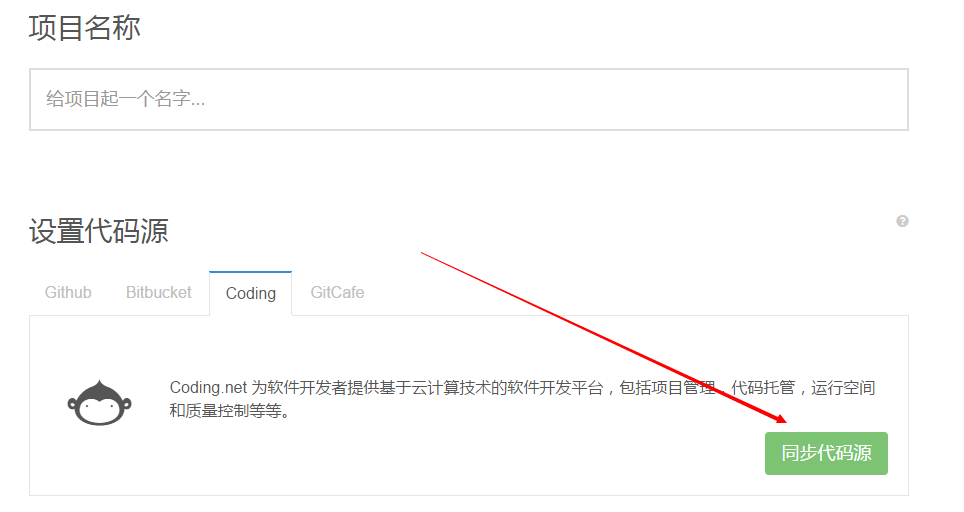 项目名称
给项目起一个名字...
设置代码源
?
Github Bitbucket Coding GitCafe
Coding.net 为软件开发者提供基于云计算技术的软件开发平台，包括项目管理，代码托管，运行空间
和质量控制等等。
同步代码源